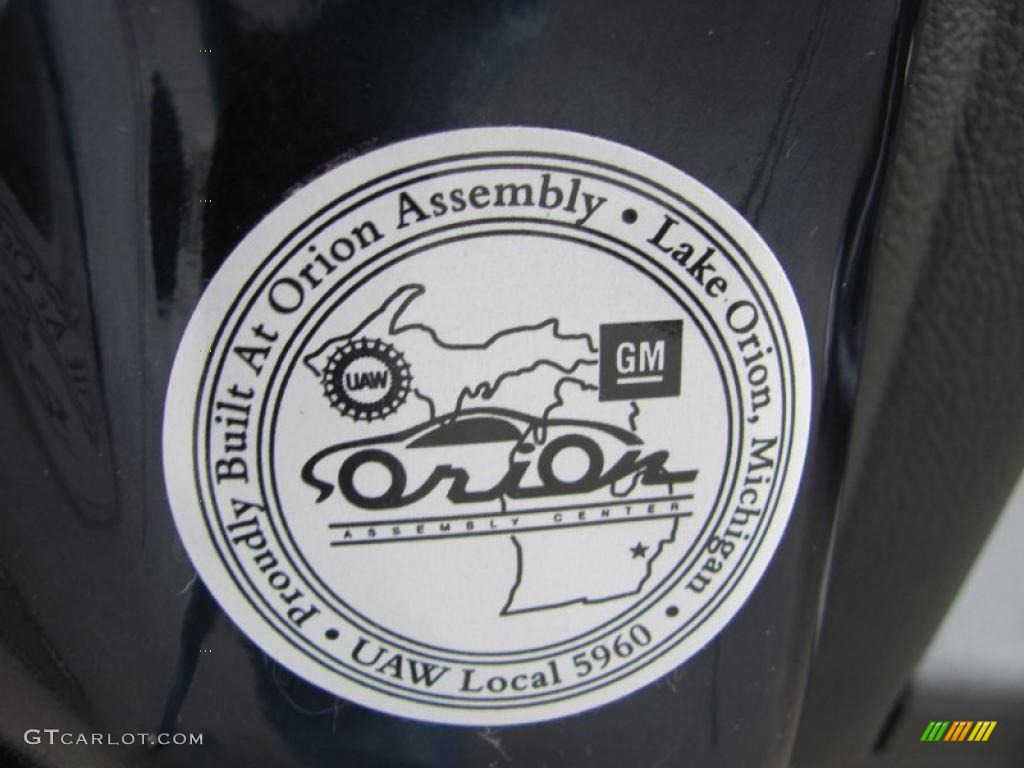 Proudly Built At Orion Assembly • Lake Orion, Michigan • UAW Local 5960 •
UAW
GM
Orion
ASSEMBLY CENTER
GTCARLOT.COM